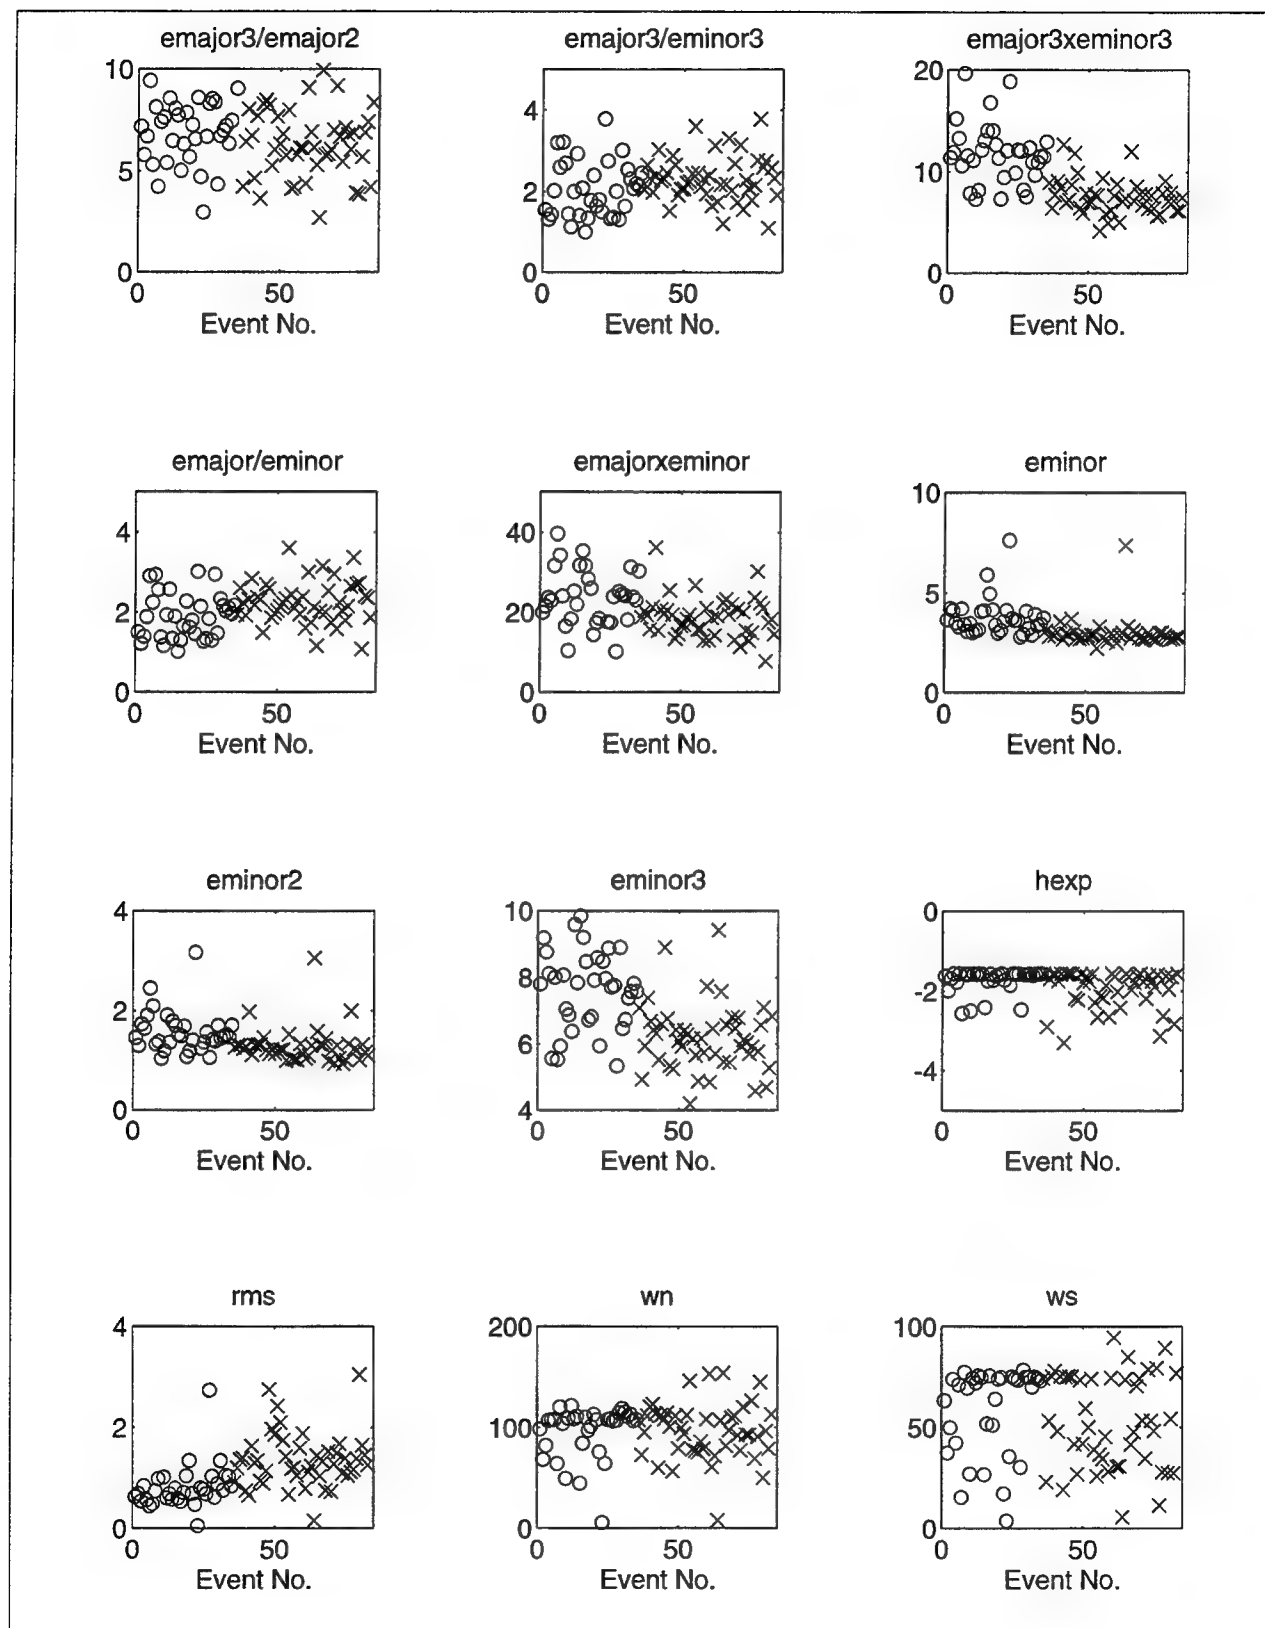 emajor3/emajor2
10
5
0
0
50
Event No.
emajor3/eminor3
4
2
0
0
50
Event No.
emajor3xeminor3
20
10
0
0
50
Event No.
emajor/eminor
4
2
0
0
50
Event No.
emajorxeminor
40
20
0
0
50
Event No.
eminor
10
5
0
0
50
Event No.
eminor2
4
2
0
0
50
Event No.
eminor3
10
8
6
4
0
50
Event No.
hexp
0
-2
-4
0
50
Event No.
rms
4
2
0
0
50
Event No.
wn
200
100
0
0
50
Event No.
ws
100
50
0
0
50
Event No.